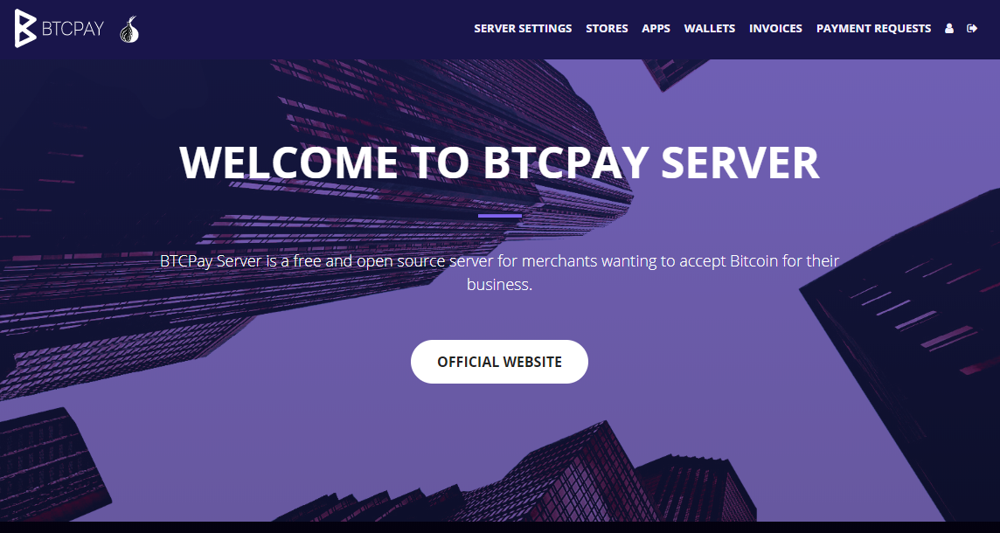 BTCPAY
SERVER SETTINGS STORES APPS WALLETS INVOICES PAYMENT REQUESTS
WELCOME TO BTCPAY SERVER
BTCPay Server is a free and open source server for merchants wanting to accept Bitcoin for their
business.
OFFICIAL WEBSITE